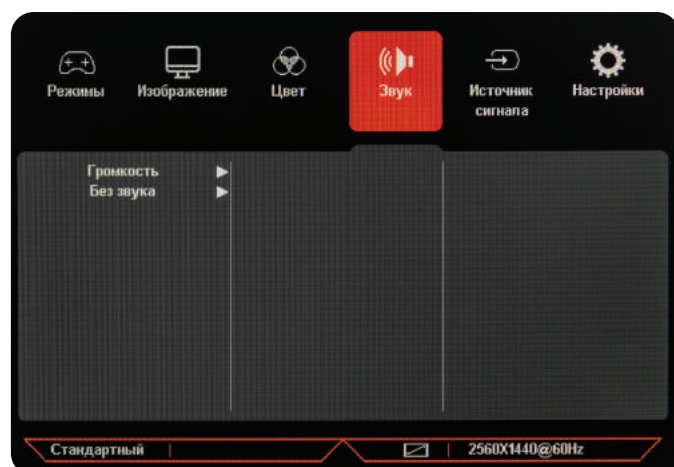 Режимы
Изображение
Цвет
Звук
Источник
сигнала
Настройки
Громкость
Без звука
Стандартный
2560X1440@60Hz